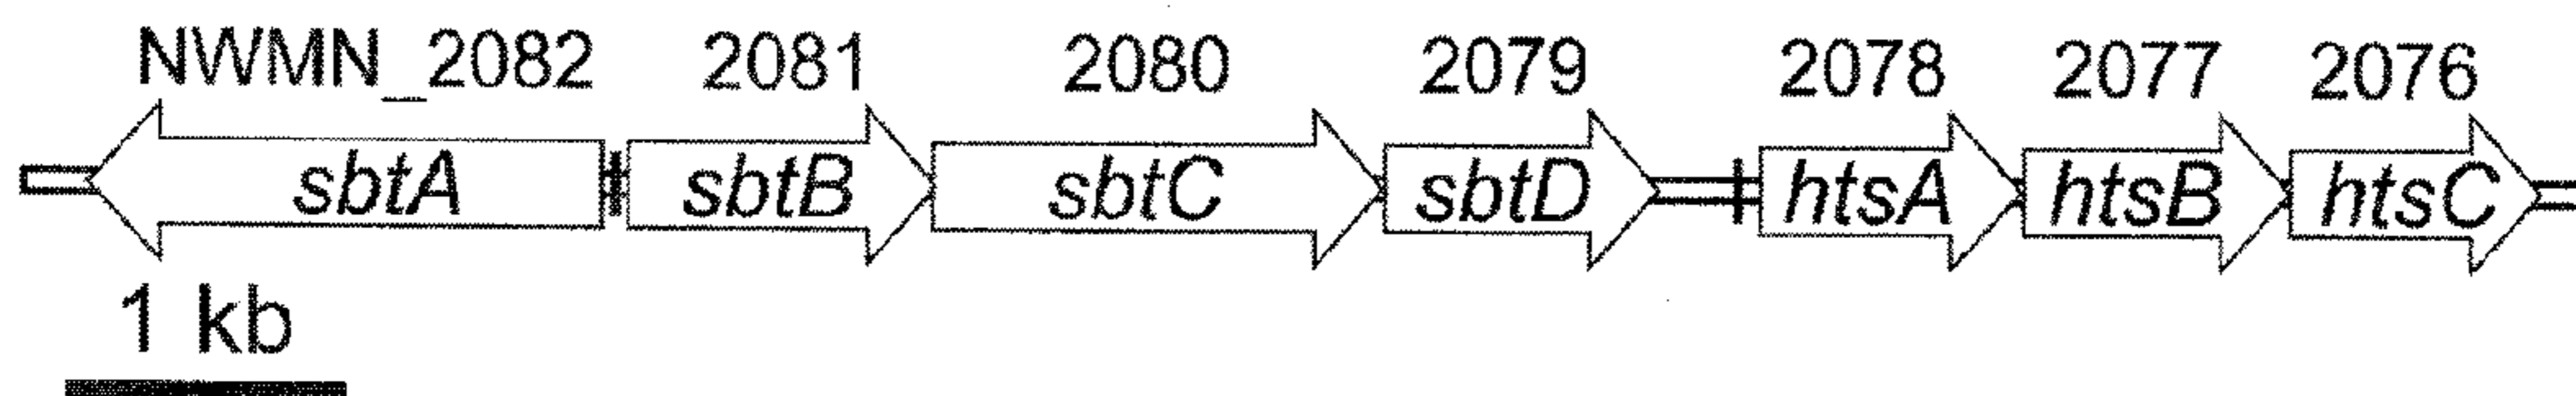 NWMN_2082 2081 2080 2079 2078 2077 2076
sbtA sbtB sbtC sbtD htsA htsB htsC
1 kb